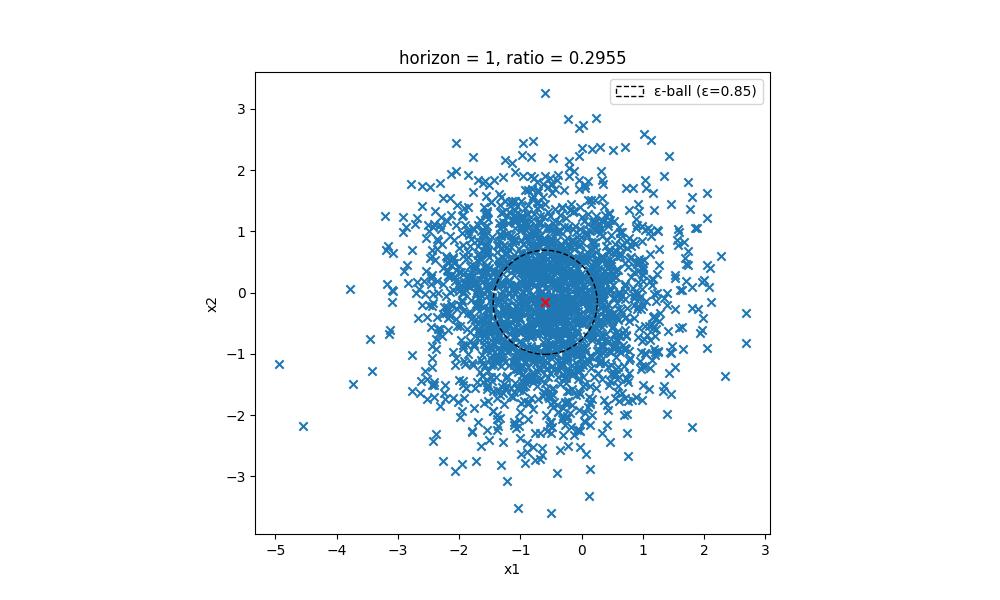 horizon = 1, ratio = 0.2955
ε-ball (ε=0.85)
3
2
1
0
−1
−2
−3
x2
−5 −4 −3 −2 −1 0 1 2 3
x1